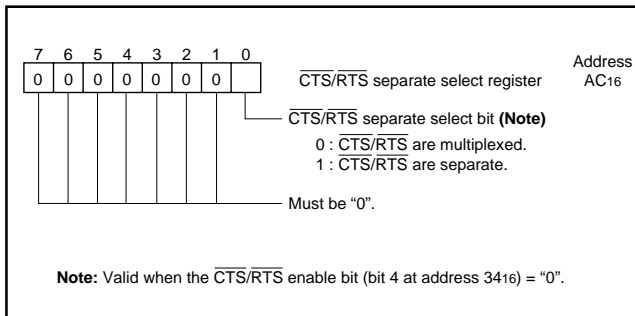 7 6 5 4 3 2 1 0
0 0 0 0 0 0 0
CTS/RTS separate select register
Address
AC16
CTS/RTS separate select bit (Note)
0 : CTS/RTS are multiplexed.
1 : CTS/RTS are separate.
Must be “0”.
Note: Valid when the CTS/RTS enable bit (bit 4 at address 3416) = “0”.